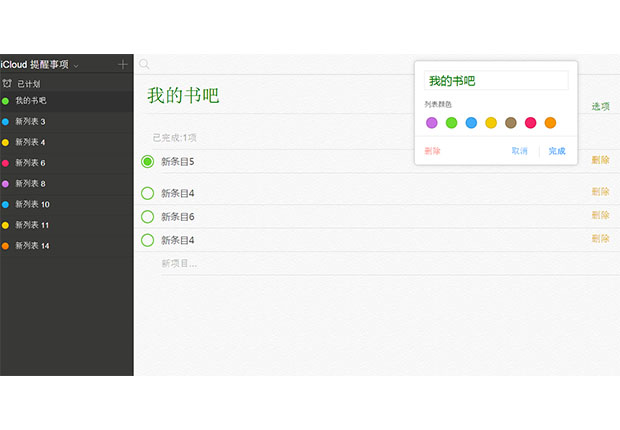 iCloud 提醒事项
已计划
我的书吧
新列表 3
新列表 4
新列表 6
新列表 8
新列表 10
新列表 11
新列表 14
我的书吧
选项
已完成:1项
新条目5
删除
新条目4
删除
新条目6
删除
新条目4
删除
新项目...
我的书吧
列表颜色
删除
取消
完成